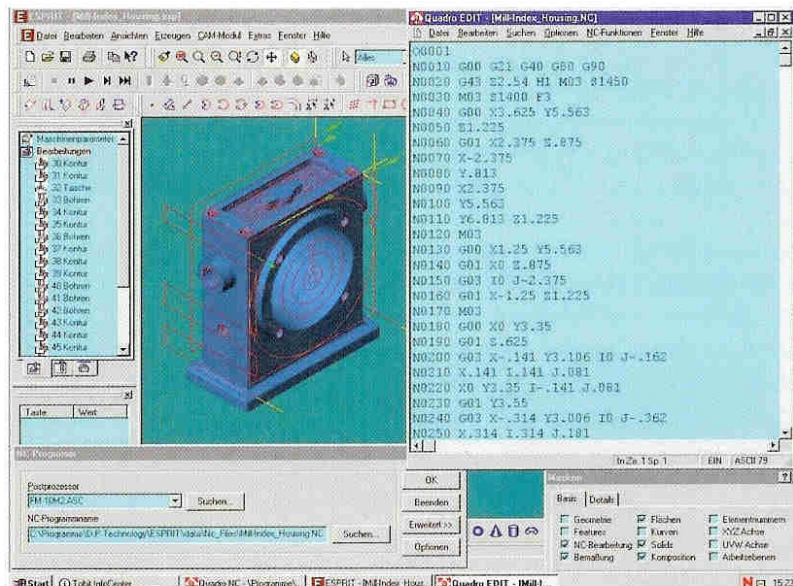 ESPRIT - [Mill-Index_Housing.esp]
Datei Bearbeiten Ansichten Erzeugen CAM-Modul Extras Fenster Hilfe
Alles
Maschinenparameter
Bearbeitungen
30 Kontur
31 Kontur
32 Tasche
33 Bohren
34 Kontur
35 Kontur
36 Bohren
37 Kontur
38 Kontur
39 Kontur
40 Bohren
41 Bohren
42 Bohren
43 Kontur
44 Kontur
45 Kontur
Taste Wert
Quadro EDIT - [Mill-Index_Housing.NC]
Datei Bearbeiten Suchen Optionen NC-Funktionen Fenster Hilfe
O0001
N0010 G00 G21 G40 G80 G90
N0020 G43 Z2.54 H1 M03 S1450
N0030 M03 S1400 F3
N0040 G00 X3.625 Y5.563
N0050 Z1.225
N0060 G01 X2.375 Z.875
N0070 X-2.375
N0080 Y.813
N0090 X2.375
N0100 Y5.563
N0110 Y6.813 Z1.225
N0120 M03
N0130 G00 X1.25 Y5.563
N0140 G01 X0 Z.875
N0150 G03 I0 J-2.375
N0160 G01 X-1.25 Z1.225
N0170 M03
N0180 G00 X0 Y3.35
N0190 G01 Z.625
N0200 G03 X-.141 Y3.106 I0 J-.162
N0210 X.141 I.141 J.081
N0220 X0 Y3.35 I-.141 J.081
N0230 G01 Y3.55
N0240 G03 X-.314 Y3.006 I0 J-.362
N0250 X.314 I.314 J.181
In Ze. 1 Sp. 1 EIN ASCII 79
NC-Programm
Postprozessor
FM-16M2.ASC
Suchen...
NC-Programmname
C:\Programme\D.P.Technology\ESPRIT\data\Nc_Files\Mill-Index_Housing.NC
Suchen...
OK
Beenden
Erweitert >>
Optionen
Masken
Basis Details
Geometrie Flächen Elementnummern
Features Kurven XYZ Achse
NC-Bearbeitung Solids UVW Achse
Bemaßung Komposition Arbeitsebenen
Start Tobit InfoCenter Quadro NC - \Programme\... ESPRIT - [Mill-Index_Hous... Quadro EDIT - [Mill-I...